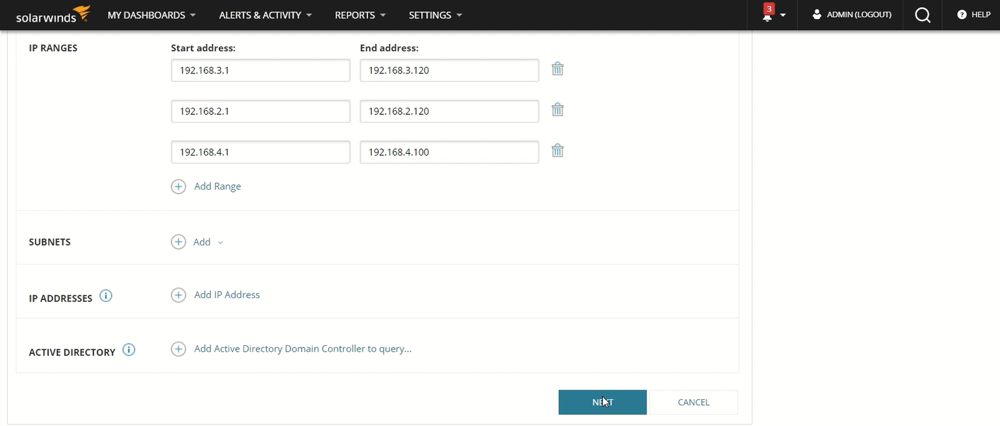 solarwinds MY DASHBOARDS ALERTS & ACTIVITY REPORTS SETTINGS 3 ADMIN (LOGOUT) ? HELP
IP RANGES Start address: End address:
192.168.3.1 192.168.3.120
192.168.2.1 192.168.2.120
192.168.4.1 192.168.4.100
+ Add Range
SUBNETS + Add
IP ADDRESSES i + Add IP Address
ACTIVE DIRECTORY i + Add Active Directory Domain Controller to query...
NEXT CANCEL